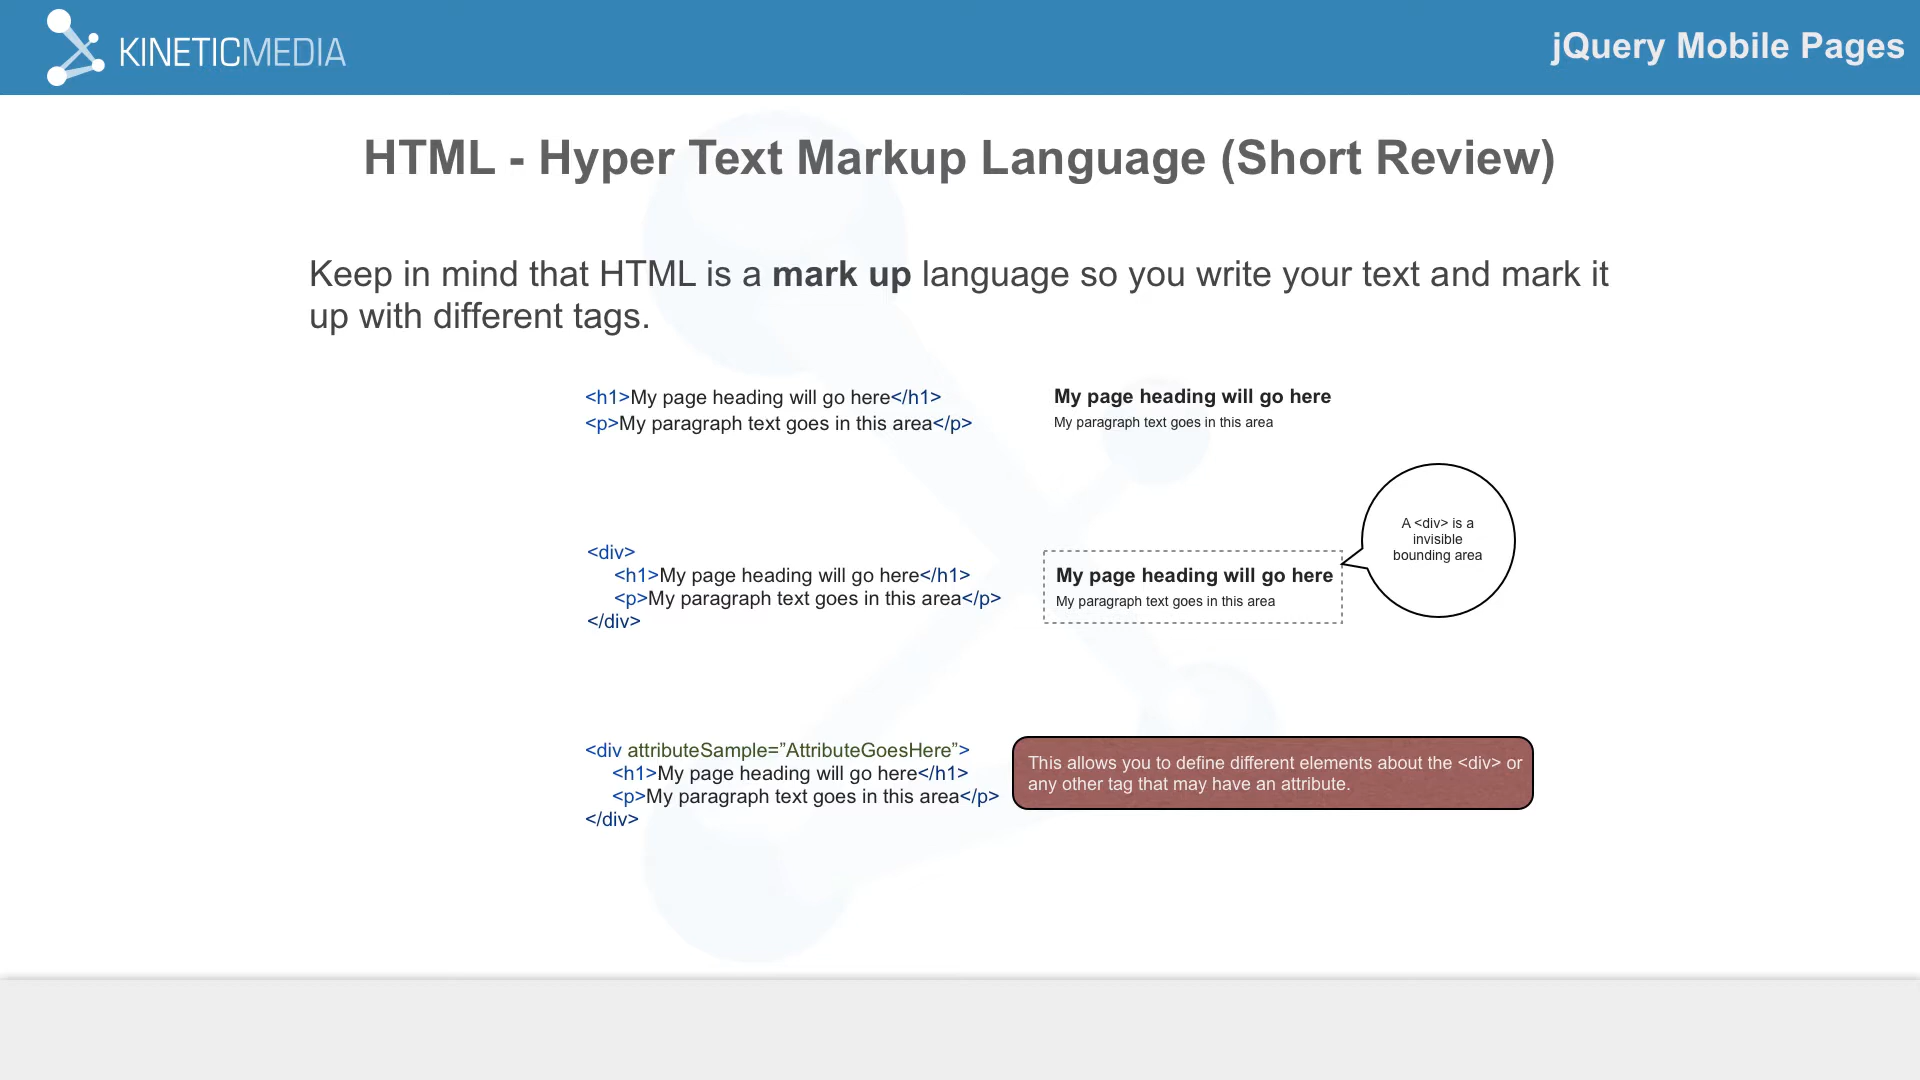 KINETICMEDIA
jQuery Mobile Pages
HTML - Hyper Text Markup Language (Short Review)
Keep in mind that HTML is a mark up language so you write your text and mark it
up with different tags.
<h1>My page heading will go here</h1>
<p>My paragraph text goes in this area</p>
My page heading will go here
My paragraph text goes in this area
<div>
<h1>My page heading will go here</h1>
<p>My paragraph text goes in this area</p>
</div>
My page heading will go here
My paragraph text goes in this area
A <div> is a
invisible
bounding area
<div attributeSample=”AttributeGoesHere”>
<h1>My page heading will go here</h1>
<p>My paragraph text goes in this area</p>
</div>
This allows you to define different elements about the <div> or
any other tag that may have an attribute.